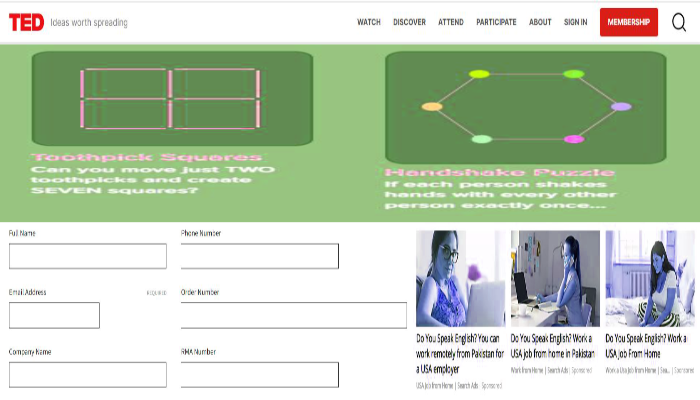 TED Ideas worth spreading
WATCH DISCOVER ATTEND PARTICIPATE ABOUT SIGN IN MEMBERSHIP
Toothpick Squares
Can you move just TWO
toothpicks and create
SEVEN squares?
Handshake Puzzle
If each person shakes
hands with every other
person exactly once...
Full Name
Phone Number
Email Address REQUIRED
Order Number
Company Name
RMA Number
Do You Speak English? You can
work remotely from Pakistan for
a USA employer
USA Job from Home | Search Ads | Sponsored
Do You Speak English? Work a
USA job from home in Pakistan
Work from Home | Search Ads | Sponsored
Do You Speak English? Work a
USA Job From Home
Work a Usa Job from Home | Sea... | Sponsored